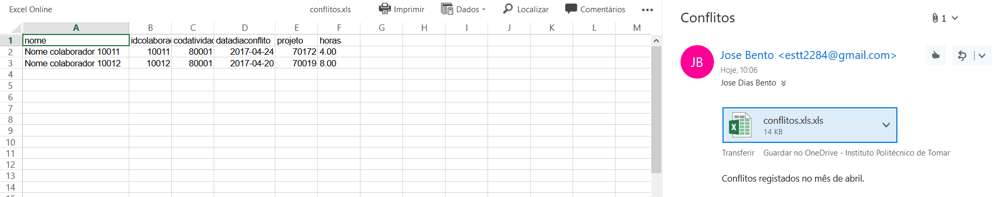 Excel Online conflitos.xls Imprimir Dados Localizar Comentários •••
A B C D E F G H I J K L M
1 nome idcolaborad codatividad datadiaconflito projeto horas
2 Nome colaborador 10011 10011 80001 2017-04-24 70172 4.00
3 Nome colaborador 10012 10012 80001 2017-04-20 70019 8.00
4
5
6
7
8
9
10
11
12
13
14
Conflitos 1
JB
Jose Bento <estt2284@gmail.com>
Hoje, 10:06
Jose Dias Bento
conflitos.xls.xls
14 KB
Transferir Guardar no OneDrive - Instituto Politécnico de Tomar
Conflitos registados no mês de abril.